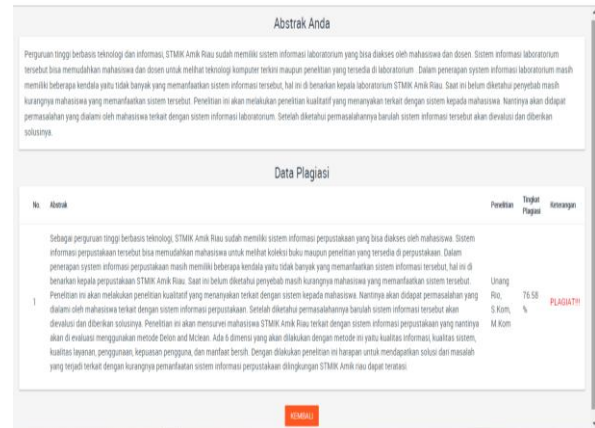 Abstrak Anda
Perguruan tinggi berbasis teknologi dan informasi, STMIK Amik Riau sudah memiliki sistem informasi laboratorium yang bisa diakses oleh mahasiswa dan dosen. Sistem informasi laboratorium
tersebut bisa memudahkan mahasiswa dan dosen untuk melihat teknologi komputer terkini maupun penelitian yang tersedia di laboratorium . Dalam penerapan system informasi laboratorium masih
memiliki beberapa kendala yaitu tidak banyak yang memanfaatkan sistem informasi tersebut, hal ini di benarkan kepala laboratorium STMIK Amik Riau. Saat ini belum diketahui penyebab masih
kurangnya mahasiswa yang memanfaatkan sistem tersebut. Penelitian ini akan melakukan penelitian kualitatif yang menanyakan terkait dengan sistem kepada mahasiswa. Nantinya akan didapat
permasalahan yang dialami oleh mahasiswa terkait dengan sistem informasi laboratorium. Setelah diketahui permasalahannya barulah sistem informasi tersebut akan dievalusi dan diberikan
solusinya.
Data Plagiasi
No. Abstrak Penelitian Tingkat Plagiasi Keterangan
Sebagai perguruan tinggi berbasis teknologi, STMIK Amik Riau sudah memiliki sistem informasi perpustakaan yang bisa diakses oleh mahasiswa. Sistem
informasi perpustakaan tersebut bisa memudahkan mahasiswa untuk melihat koleksi buku maupun penelitian yang tersedia di perpustakaan. Dalam
penerapan system informasi perpustakaan masih memiliki beberapa kendala yaitu tidak banyak yang memanfaatkan sistem informasi tersebut, hal ini di
benarkan kepala perpustakaan STMIK Amik Riau. Saat ini belum diketahui penyebab masih kurangnya mahasiswa yang memanfaatkan sistem tersebut.
Penelitian ini akan melakukan penelitian kualitatif yang menanyakan terkait dengan sistem kepada mahasiswa. Nantinya akan didapat permasalahan yang
1 dialami oleh mahasiswa terkait dengan sistem informasi perpustakaan. Setelah diketahui permasalahannya barulah sistem informasi tersebut akan
dievalusi dan diberikan solusinya. Penelitian ini akan mensurvei mahasiswa STMIK Amik Riau terkait dengan sistem informasi perpustakaan yang nantinya
akan di evaluasi menggunakan metode Delon and Mclean. Ada 6 dimensi yang akan dilakukan dengan metode ini yaitu kualitas informasi, kualitas sistem,
kualitas layanan, penggunaan, kepuasan pengguna, dan manfaat bersih. Dengan dilakukan penelitian ini harapan untuk mendapatkan solusi dari masalah
yang terjadi terkait dengan kurangnya pemanfaatan sistem informasi perpustakaan dilingkungan STMIK Amik riau dapat teratasi.
Unang
Rio,
S.Kom,
M.Kom
76.58
%
PLAGIAT!!!
KEMBALI